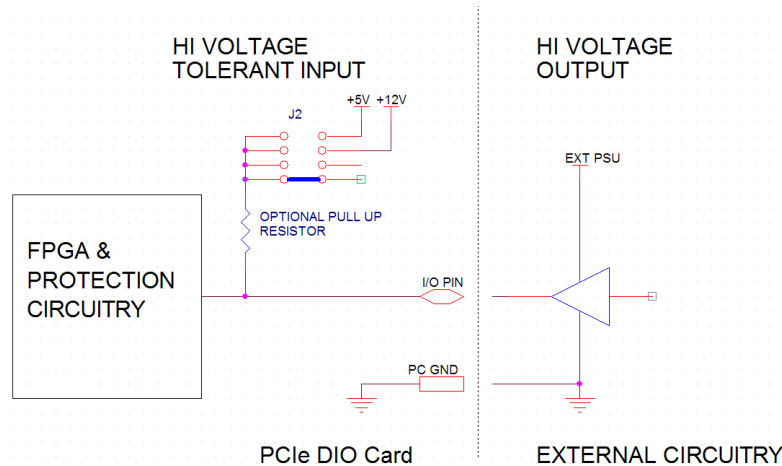 HI VOLTAGE
TOLERANT INPUT
HI VOLTAGE
OUTPUT
J2
+5V +12V
EXT PSU
OPTIONAL PULL UP
RESISTOR
FPGA &
PROTECTION
CIRCUITRY
I/O PIN
PC GND
PCIe DIO Card
EXTERNAL CIRCUITRY